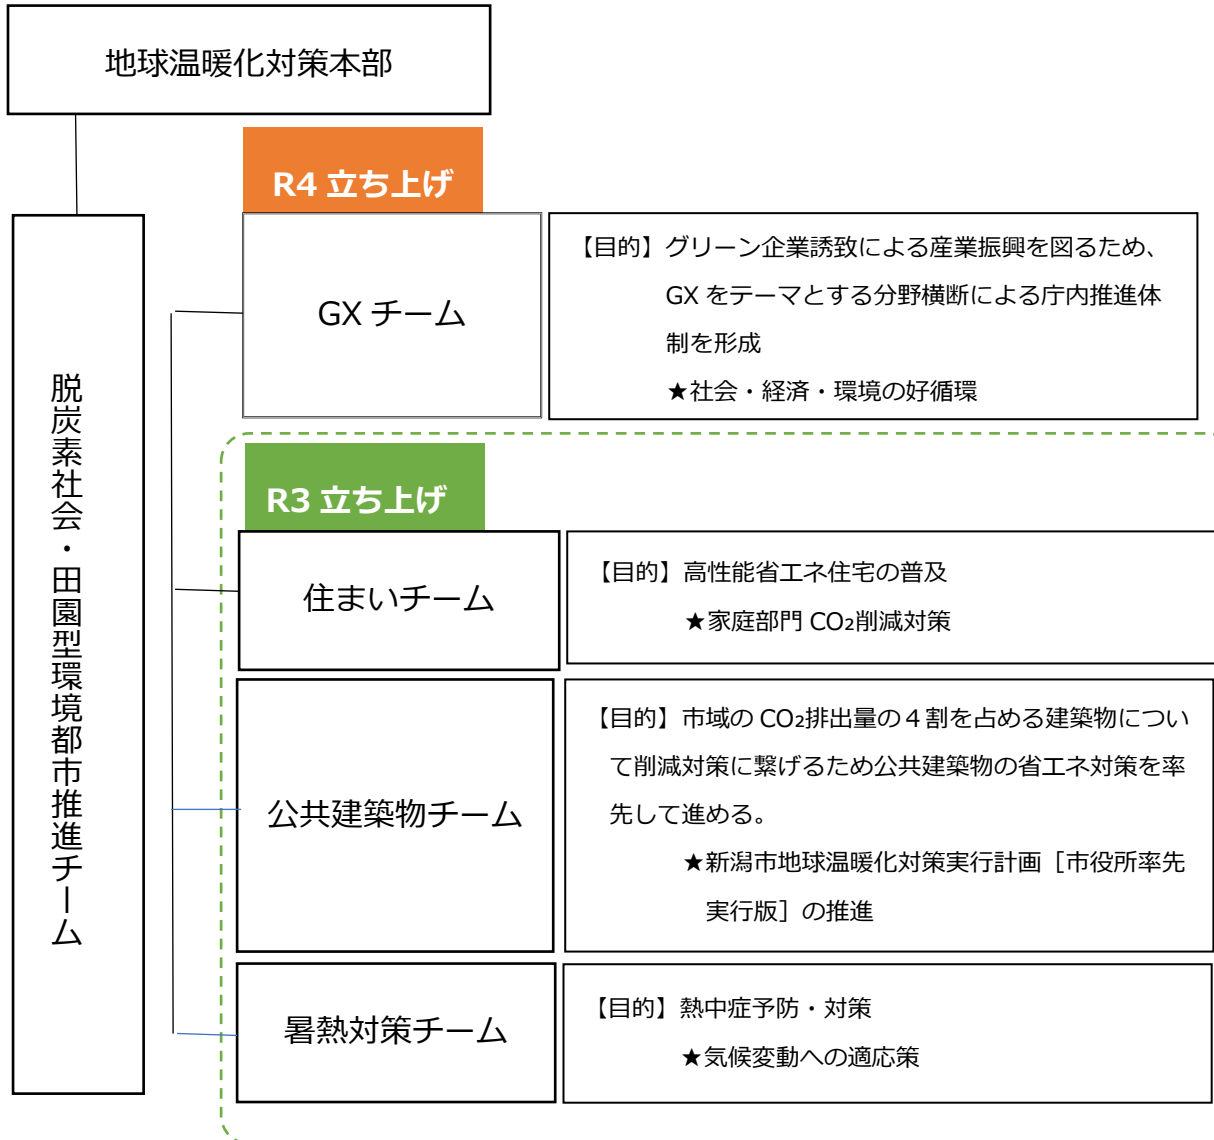 地球温暖化対策本部
脱炭素社会・田園型環境都市推進チーム
R4 立ち上げ
GX チーム
【目的】グリーン企業誘致による産業振興を図るため、
GX をテーマとする分野横断による庁内推進体
制を形成
★社会・経済・環境の好循環
R3 立ち上げ
住まいチーム
【目的】高性能省エネ住宅の普及
★家庭部門 CO₂削減対策
公共建築物チーム
【目的】市域の CO₂排出量の４割を占める建築物につい
て削減対策に繋げるため公共建築物の省エネ対策を率
先して進める。
★新潟市地球温暖化対策実行計画［市役所率先
実行版］の推進
暑熱対策チーム
【目的】熱中症予防・対策
★気候変動への適応策